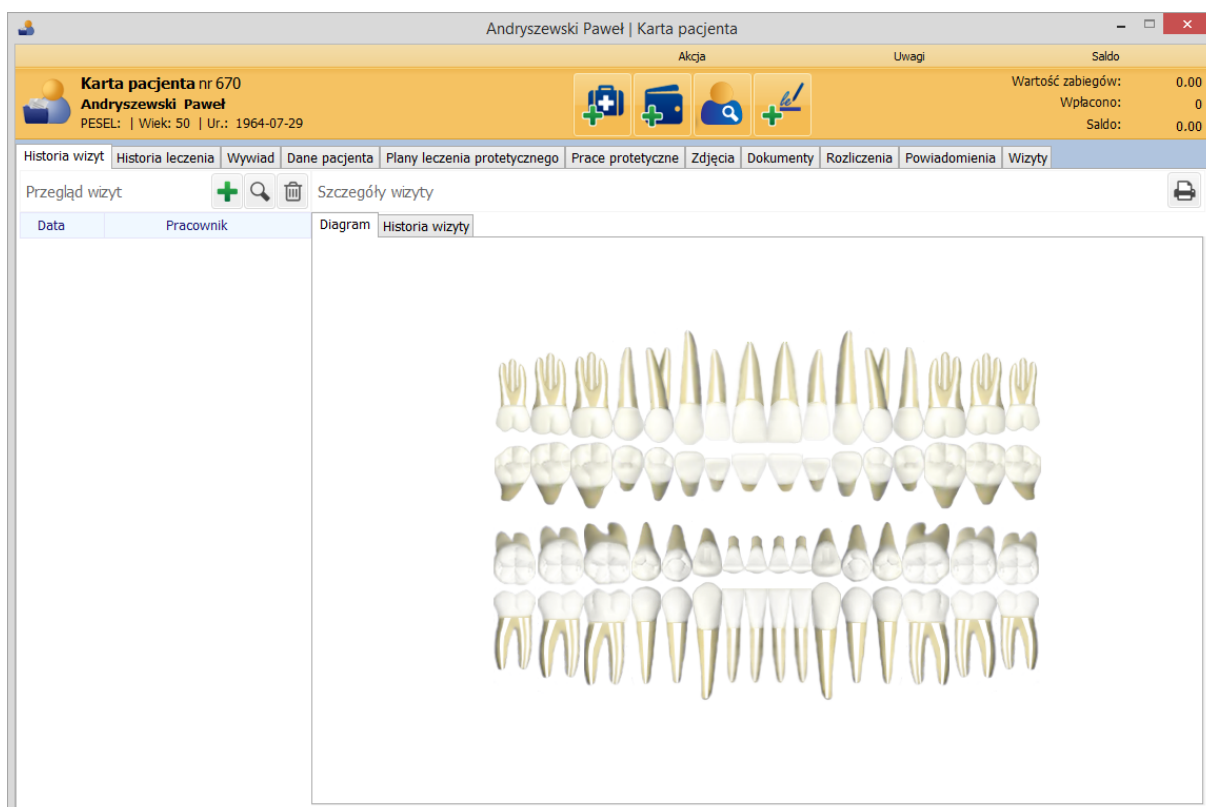 Andryszewski Paweł | Karta pacjenta
Akcja Uwagi Saldo
Karta pacjenta nr 670
Andryszewski Paweł
PESEL: | Wiek: 50 | Ur.: 1964-07-29
Wartość zabiegów: 0.00
Wpłacono: 0
Saldo: 0.00
Historia wizyt Historia leczenia Wywiad Dane pacjenta Plany leczenia protetycznego Prace protetyczne Zdjęcia Dokumenty Rozliczenia Powiadomienia Wizyty
Przegląd wizyt Szczegóły wizyty
Data Pracownik Diagram Historia wizyty